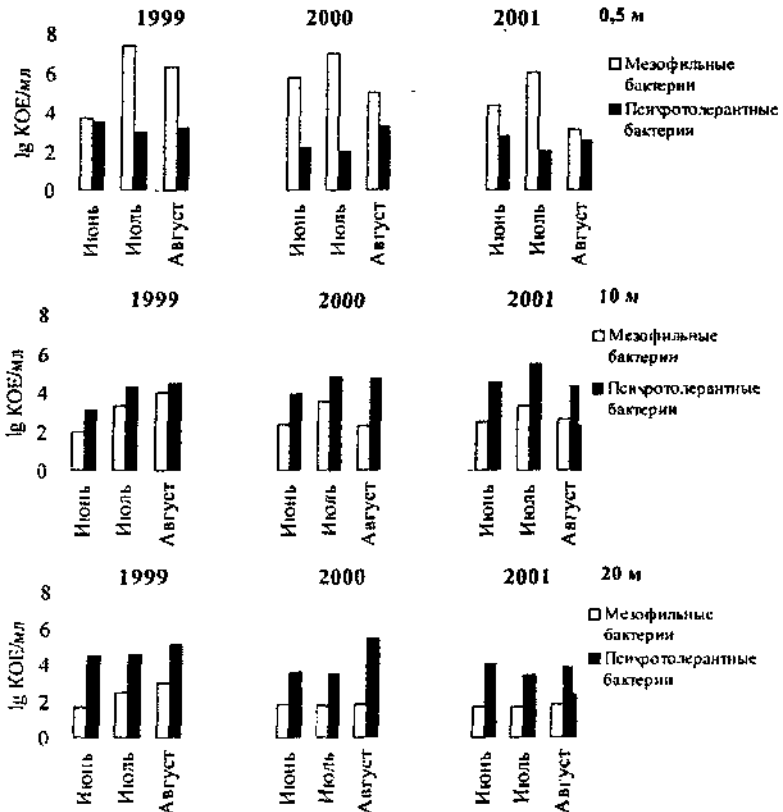 1999 2000 2001 0,5 м
8
6
4
2
0
lg КОЕ/мл
Мезофильные
бактерии
Психротолерантные
бактерии
Июнь Июль Август Июнь Июль Август Июнь Июль Август
1999 2000 2001 10 м
8
6
4
2
0
lg КОЕ/мл
Мезофильные
бактерии
Психротолерантные
бактерии
Июнь Июль Август Июнь Июль Август Июнь Июль Август
1999 2000 2001 20 м
8
6
4
2
0
lg КОЕ/мл
Мезофильные
бактерии
Психротолерантные
бактерии
Июнь Июль Август Июнь Июль Август Июнь Июль Август